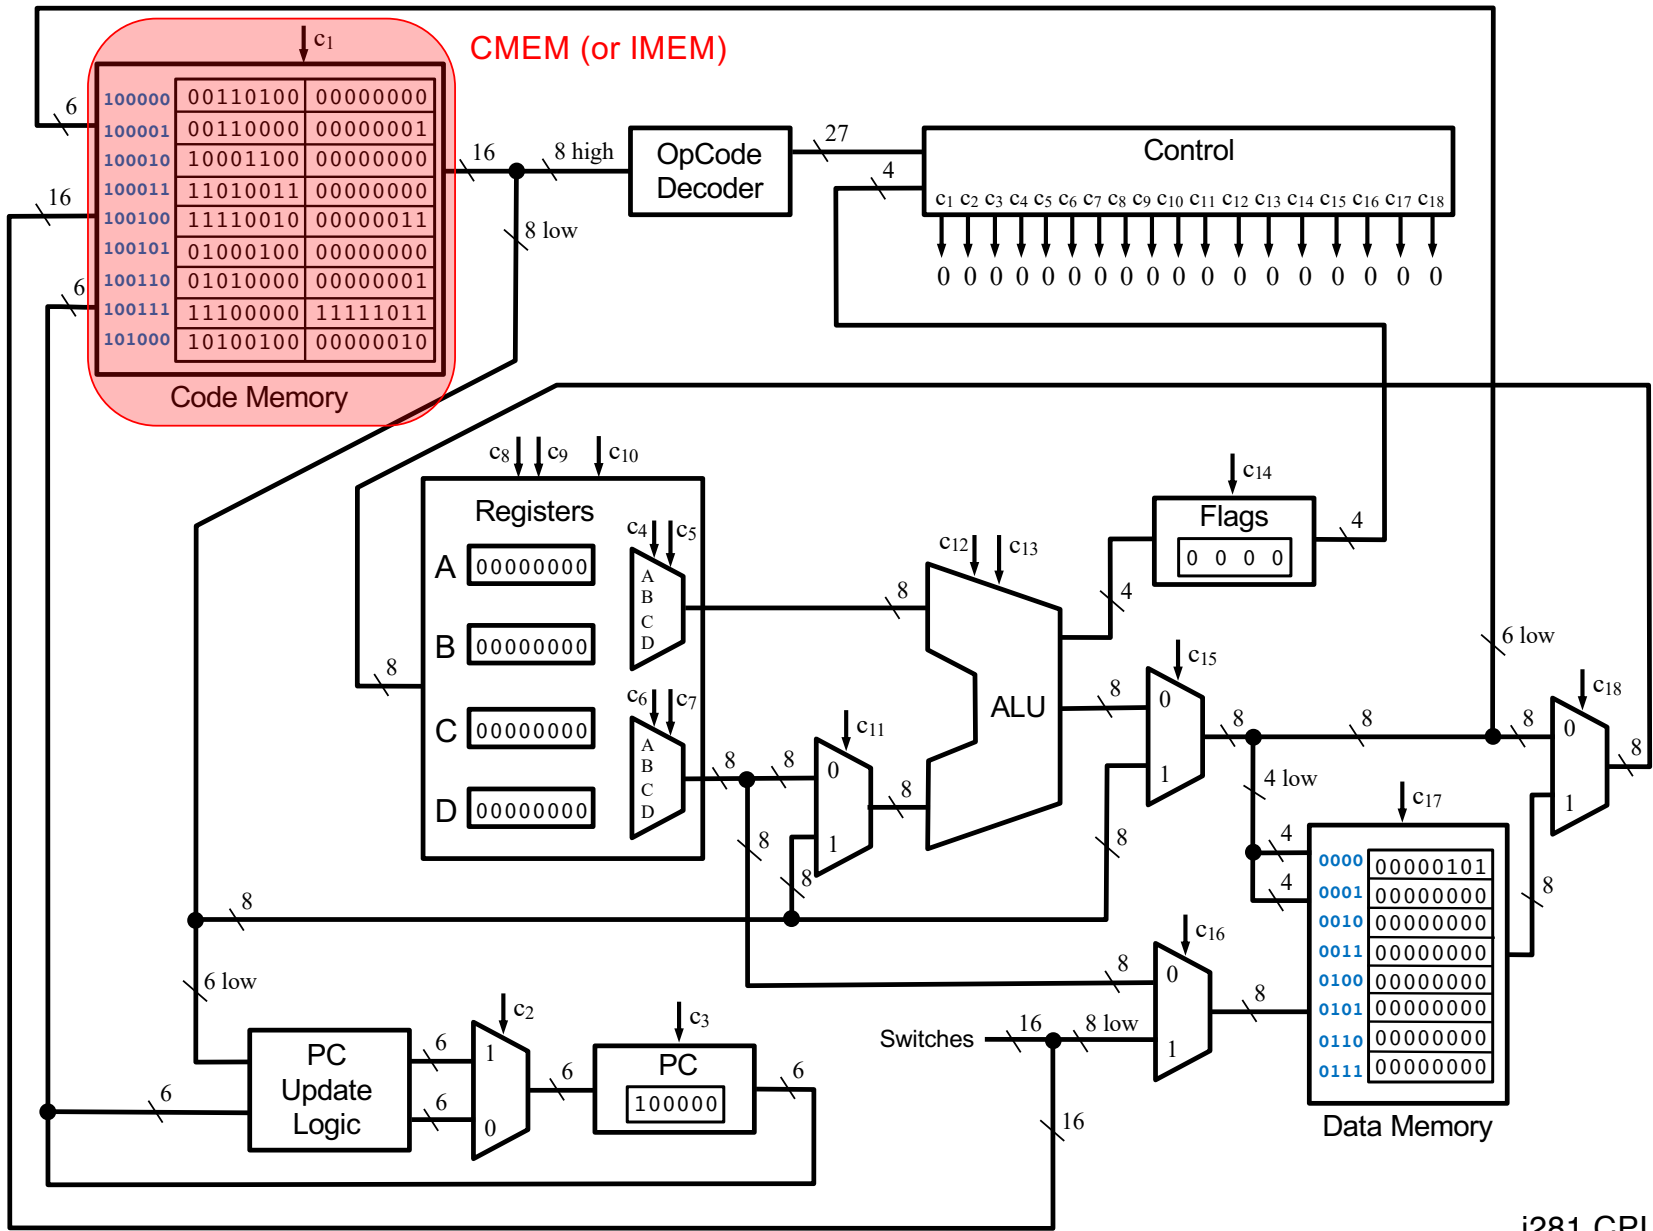 c1
CMEM (or IMEM)
6
100000 00110100 00000000
100001 00110000 00000001
100010 10001100 00000000
100011 11010011 00000000
100100 11110010 00000011
100101 01000100 00000000
100110 01010000 00000001
100111 11100000 11111011
101000 10100100 00000010
Code Memory
16
6
16
8 high
8 low
OpCode
Decoder
27
4
Control
c1 c2 c3 c4 c5 c6 c7 c8 c9 c10 c11 c12 c13 c14 c15 c16 c17 c18
0 0 0 0 0 0 0 0 0 0 0 0 0 0 0 0 0 0
c8 c9 c10
Registers
c4 c5
A 00000000
A
B
C
D
B 00000000
8
c6 c7
C 00000000
A
B
C
D
D 00000000
8
8
8
8
c11
0
1
8
8
c12 c13
ALU
4
c14
Flags
0 0 0 0
4
8
c15
0
1
8
8
8
6 low
8
c18
0
1
8
4 low
4
4
c17
0000 00000101
0001 00000000
0010 00000000
0011 00000000
0100 00000000
0101 00000000
0110 00000000
0111 00000000
Data Memory
8
8
6 low
PC
Update
Logic
6
6
6
c2
1
0
6
c3
PC
100000
6
Switches
16
8 low
16
8
c16
0
1
8
i281 CPU